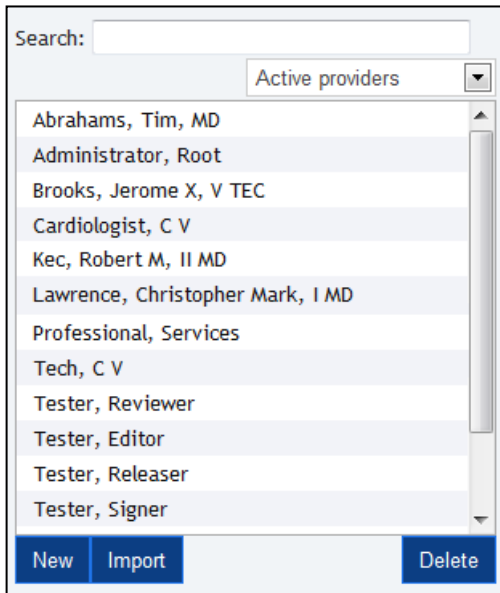 Search:
Active providers
Abrahams, Tim, MD
Administrator, Root
Brooks, Jerome X, V TEC
Cardiologist, C V
Kec, Robert M, II MD
Lawrence, Christopher Mark, I MD
Professional, Services
Tech, C V
Tester, Reviewer
Tester, Editor
Tester, Releaser
Tester, Signer
New Import Delete